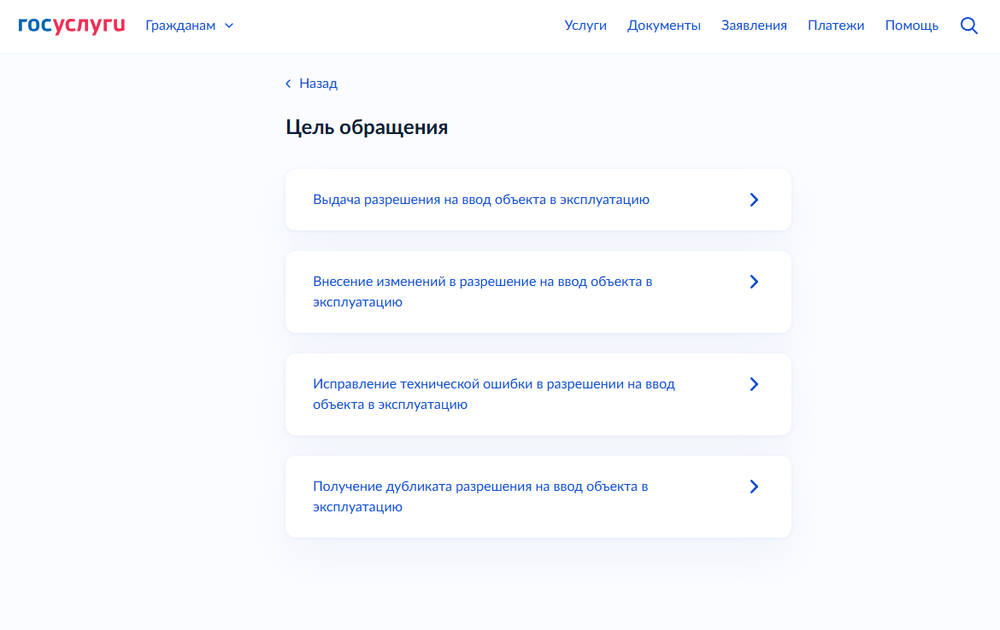 госуслуги Гражданам Услуги Документы Заявления Платежи Помощь
Назад
Цель обращения
Выдача разрешения на ввод объекта в эксплуатацию
Внесение изменений в разрешение на ввод объекта в
эксплуатацию
Исправление технической ошибки в разрешении на ввод
объекта в эксплуатацию
Получение дубликата разрешения на ввод объекта в
эксплуатацию